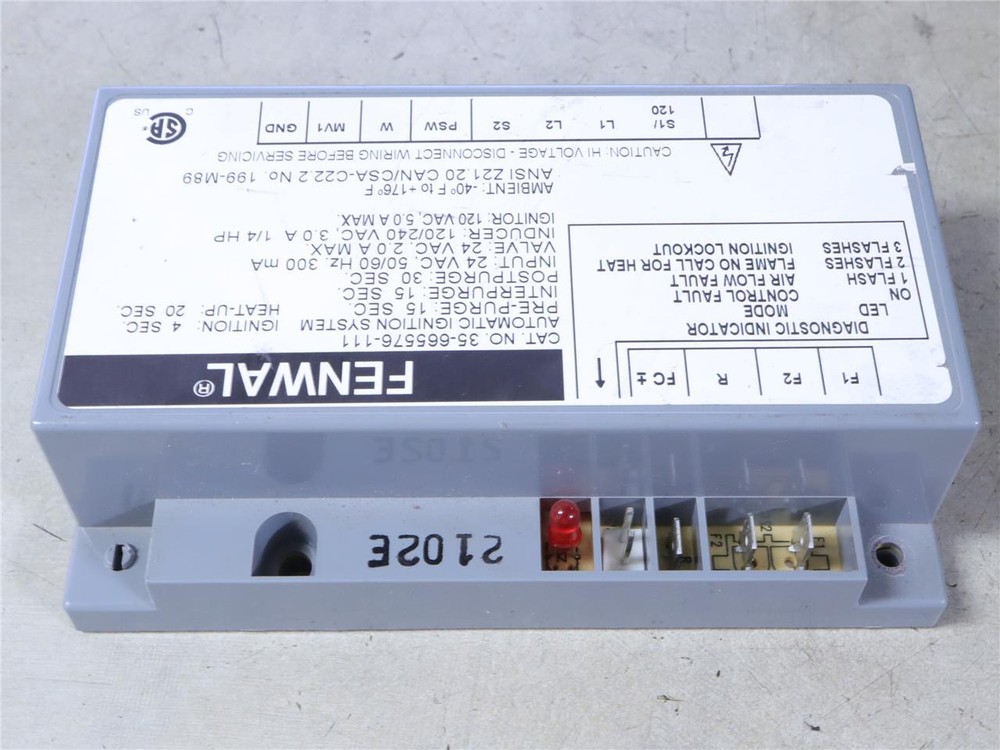 2102E
F1 F2 R FC ±
FENWAL®
CAT. NO. 35-665576-111
AUTOMATIC IGNITION SYSTEM
PRE-PURGE: 15 SEC. IGNITION: 4 SEC.
INTERPURGE: 15 SEC. HEAT-UP: 20 SEC.
POSTPURGE: 30 SEC.
INPUT: 24 VAC. 50/60 Hz, 300 mA
VALVE: 24 VAC. 2.0 A MAX.
INDUCER: 120/240 VAC, 3.0 A 1/4 HP
IGNITOR: 120 VAC, 5.0 A MAX.
AMBIENT: -40°F to +176°F
ANSI Z21.20 CAN/CSA-C22.2 No. 199-M89
DIAGNOSTIC INDICATOR
LED MODE
ON CONTROL FAULT
1 FLASH AIR FLOW FAULT
2 FLASHES FLAME NO CALL FOR HEAT
3 FLASHES IGNITION LOCKOUT
CAUTION: HI VOLTAGE - DISCONNECT WIRING BEFORE SERVICING
S1/ 120 L1 L2 S2 PSW W MV1 GND
C SA® US